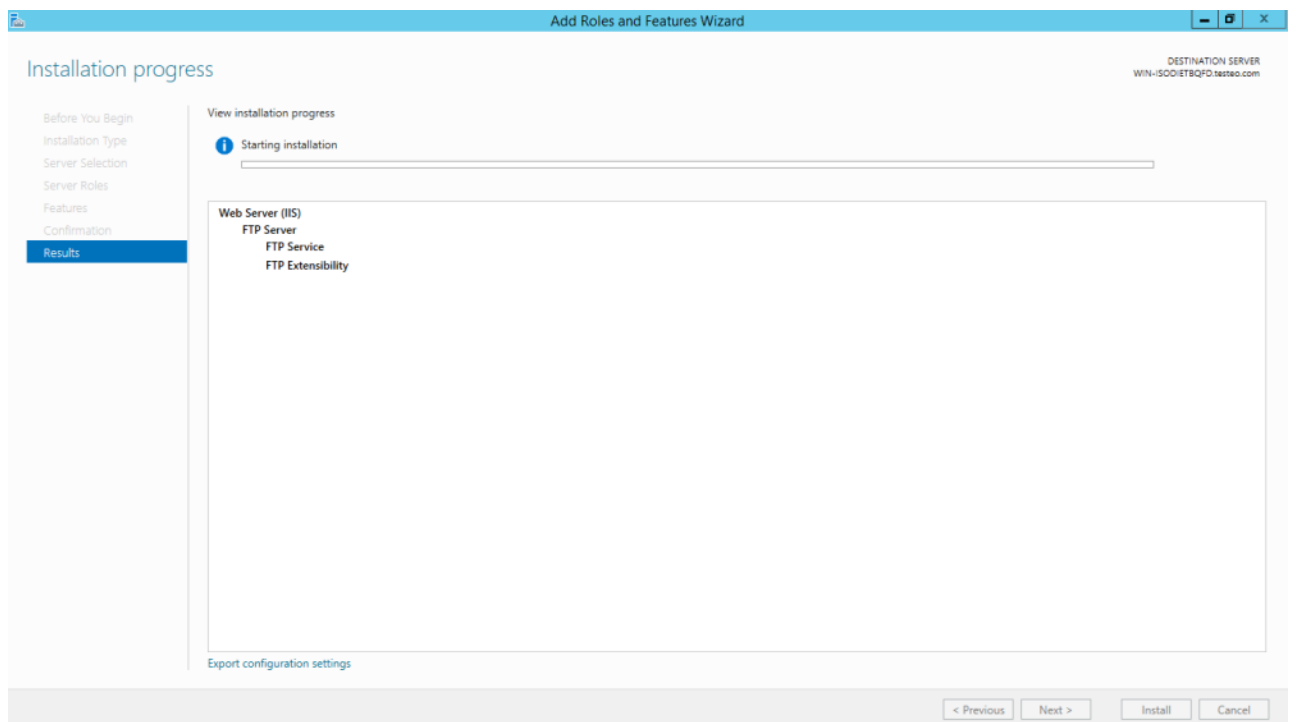 Add Roles and Features Wizard
Installation progress
DESTINATION SERVER
WIN-ISODIETBQFD.testeo.com
Before You Begin
Installation Type
Server Selection
Server Roles
Features
Confirmation
Results
View installation progress
Starting installation
Web Server (IIS)
FTP Server
FTP Service
FTP Extensibility
Export configuration settings
< Previous
Next >
Install
Cancel